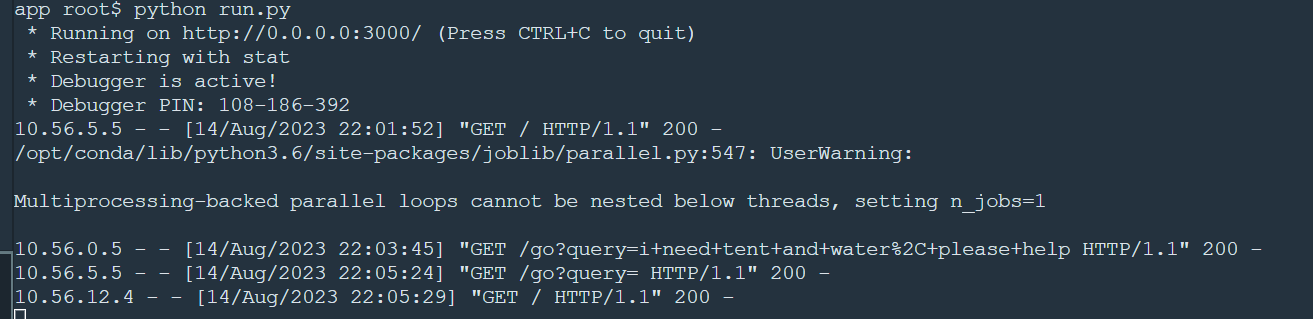 app root$ python run.py
 * Running on http://0.0.0.0:3000/ (Press CTRL+C to quit)
 * Restarting with stat
 * Debugger is active!
 * Debugger PIN: 108-186-392
10.56.5.5 - - [14/Aug/2023 22:01:52] "GET / HTTP/1.1" 200 -
/opt/conda/lib/python3.6/site-packages/joblib/parallel.py:547: UserWarning:
Multiprocessing-backed parallel loops cannot be nested below threads, setting n_jobs=1
10.56.0.5 - - [14/Aug/2023 22:03:45] "GET /go?query=i+need+tent+and+water%2C+please+help HTTP/1.1" 200 -
10.56.5.5 - - [14/Aug/2023 22:05:24] "GET /go?query= HTTP/1.1" 200 -
10.56.12.4 - - [14/Aug/2023 22:05:29] "GET / HTTP/1.1" 200 -